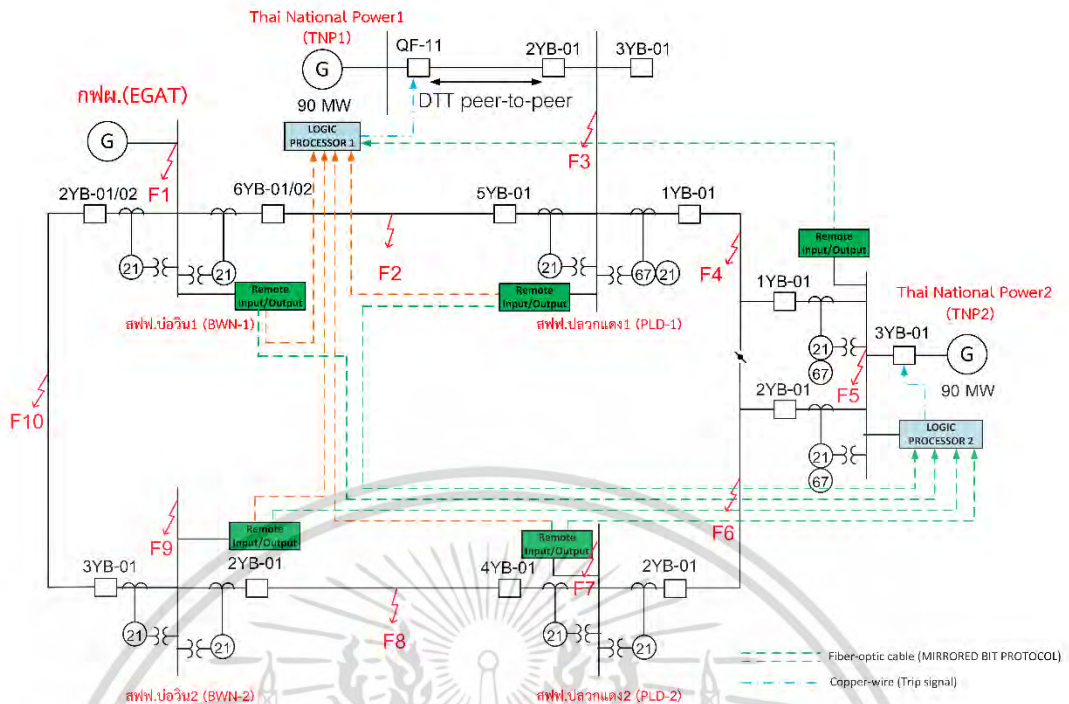 Thai National Power1
(TNP1)
QF-11
2YB-01
3YB-01
G
DTT peer-to-peer
90 MW
กฟผ.(EGAT)
G
LOGIC
PROCESSOR 1
F1
F3
2YB-01/02
6YB-01/02
5YB-01
1YB-01
F2
F4
21
21
21
67
21
Remote
Input/Output
Remote
Input/Output
Remote
Input/Output
สฟฟ.บ่อวิน1 (BWN-1)
สฟฟ.ปลวกแดง1 (PLD-1)
1YB-01
Thai National Power2
(TNP2)
3YB-01
G
21
67
F5
90 MW
2YB-01
F10
LOGIC
PROCESSOR 2
21
67
F6
F9
Remote
Input/Output
Remote
Input/Output
F7
3YB-01
2YB-01
4YB-01
2YB-01
F8
21
21
21
21
สฟฟ.บ่อวิน2 (BWN-2)
สฟฟ.ปลวกแดง2 (PLD-2)
Fiber-optic cable (MIRRORED BIT PROTOCOL)
Copper-wire (Trip signal)